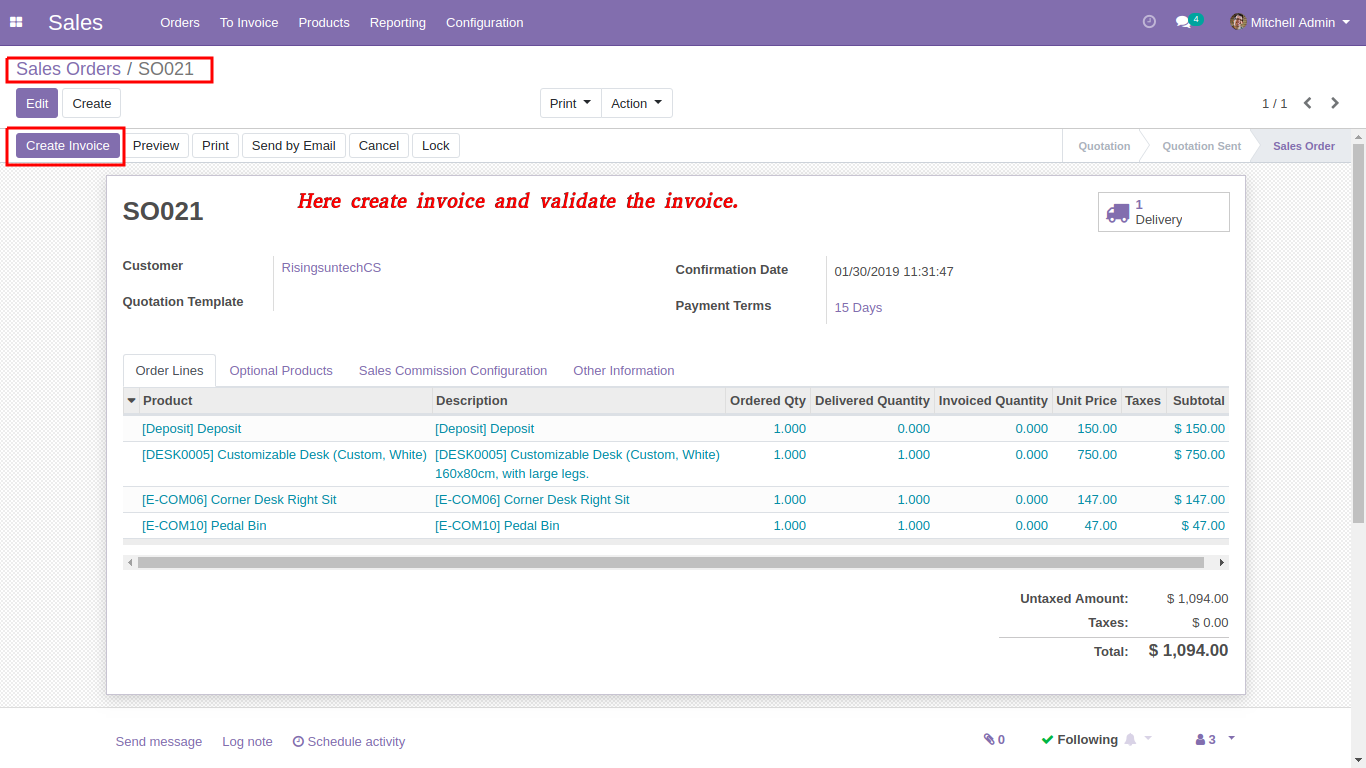 Sales Orders To Invoice Products Reporting Configuration 4 Mitchell Admin
Sales Orders / SO021
Edit Create Print Action 1 / 1
Create Invoice Preview Print Send by Email Cancel Lock Quotation Quotation Sent Sales Order
Here create invoice and validate the invoice.
SO021
1
Delivery
Customer RisingsuntechCS
Confirmation Date 01/30/2019 11:31:47
Quotation Template
Payment Terms 15 Days
Order Lines Optional Products Sales Commission Configuration Other Information
Product Description Ordered Qty Delivered Quantity Invoiced Quantity Unit Price Taxes Subtotal
[Deposit] Deposit [Deposit] Deposit 1.000 0.000 0.000 150.00 $ 150.00
[DESK0005] Customizable Desk (Custom, White) [DESK0005] Customizable Desk (Custom, White) 1.000 1.000 0.000 750.00 $ 750.00
160x80cm, with large legs.
[E-COM06] Corner Desk Right Sit [E-COM06] Corner Desk Right Sit 1.000 1.000 0.000 147.00 $ 147.00
[E-COM10] Pedal Bin [E-COM10] Pedal Bin 1.000 1.000 0.000 47.00 $ 47.00
Untaxed Amount: $ 1,094.00
Taxes: $ 0.00
Total: $ 1,094.00
Send message Log note Schedule activity 0 Following 3